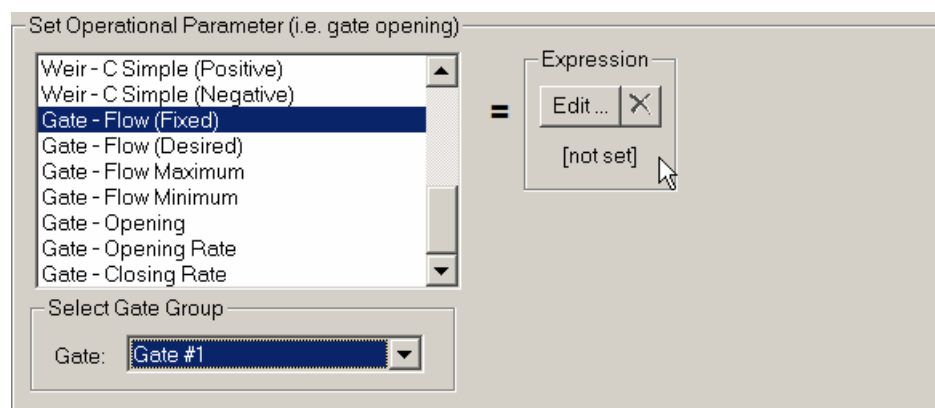 Set Operational Parameter (i.e. gate opening)
Weir - C Simple (Positive)
Weir - C Simple (Negative)
Gate - Flow (Fixed)
Gate - Flow (Desired)
Gate - Flow Maximum
Gate - Flow Minimum
Gate - Opening
Gate - Opening Rate
Gate - Closing Rate
=
Expression
Edit ...
[not set]
Select Gate Group
Gate: Gate #1